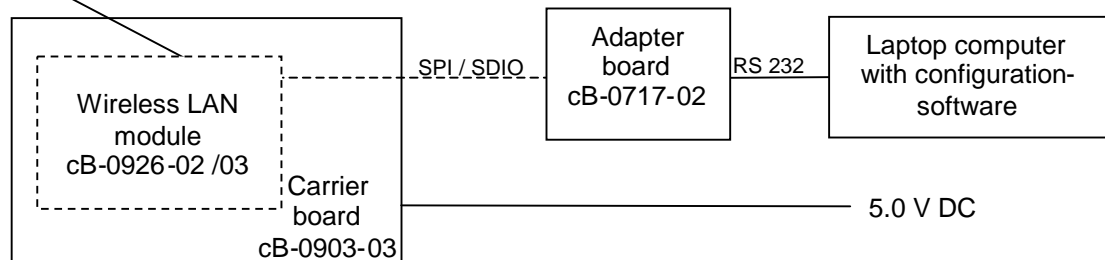 Wireless LAN
module
cB-0926-02 /03
Carrier
board
cB-0903-03
SPI / SDIO
Adapter
board
cB-0717-02
RS 232
Laptop computer
with configuration-
software
5.0 V DC